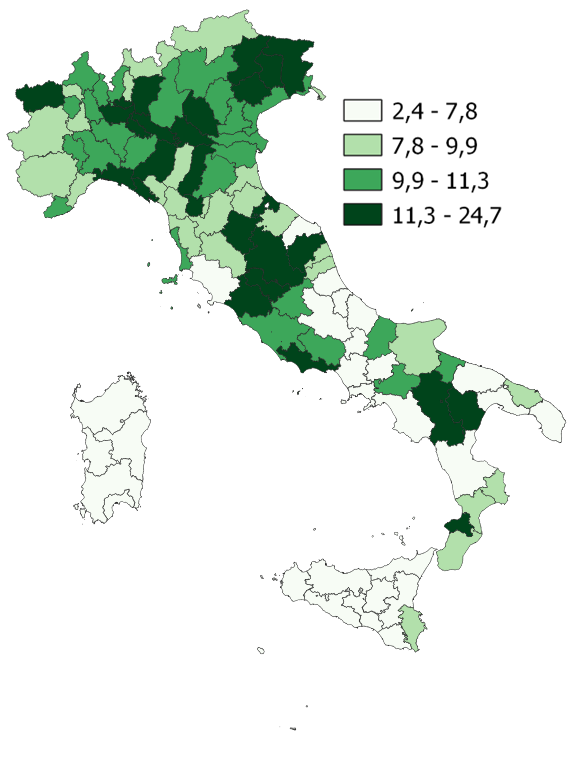 2,4 - 7,8
7,8 - 9,9
9,9 - 11,3
11,3 - 24,7